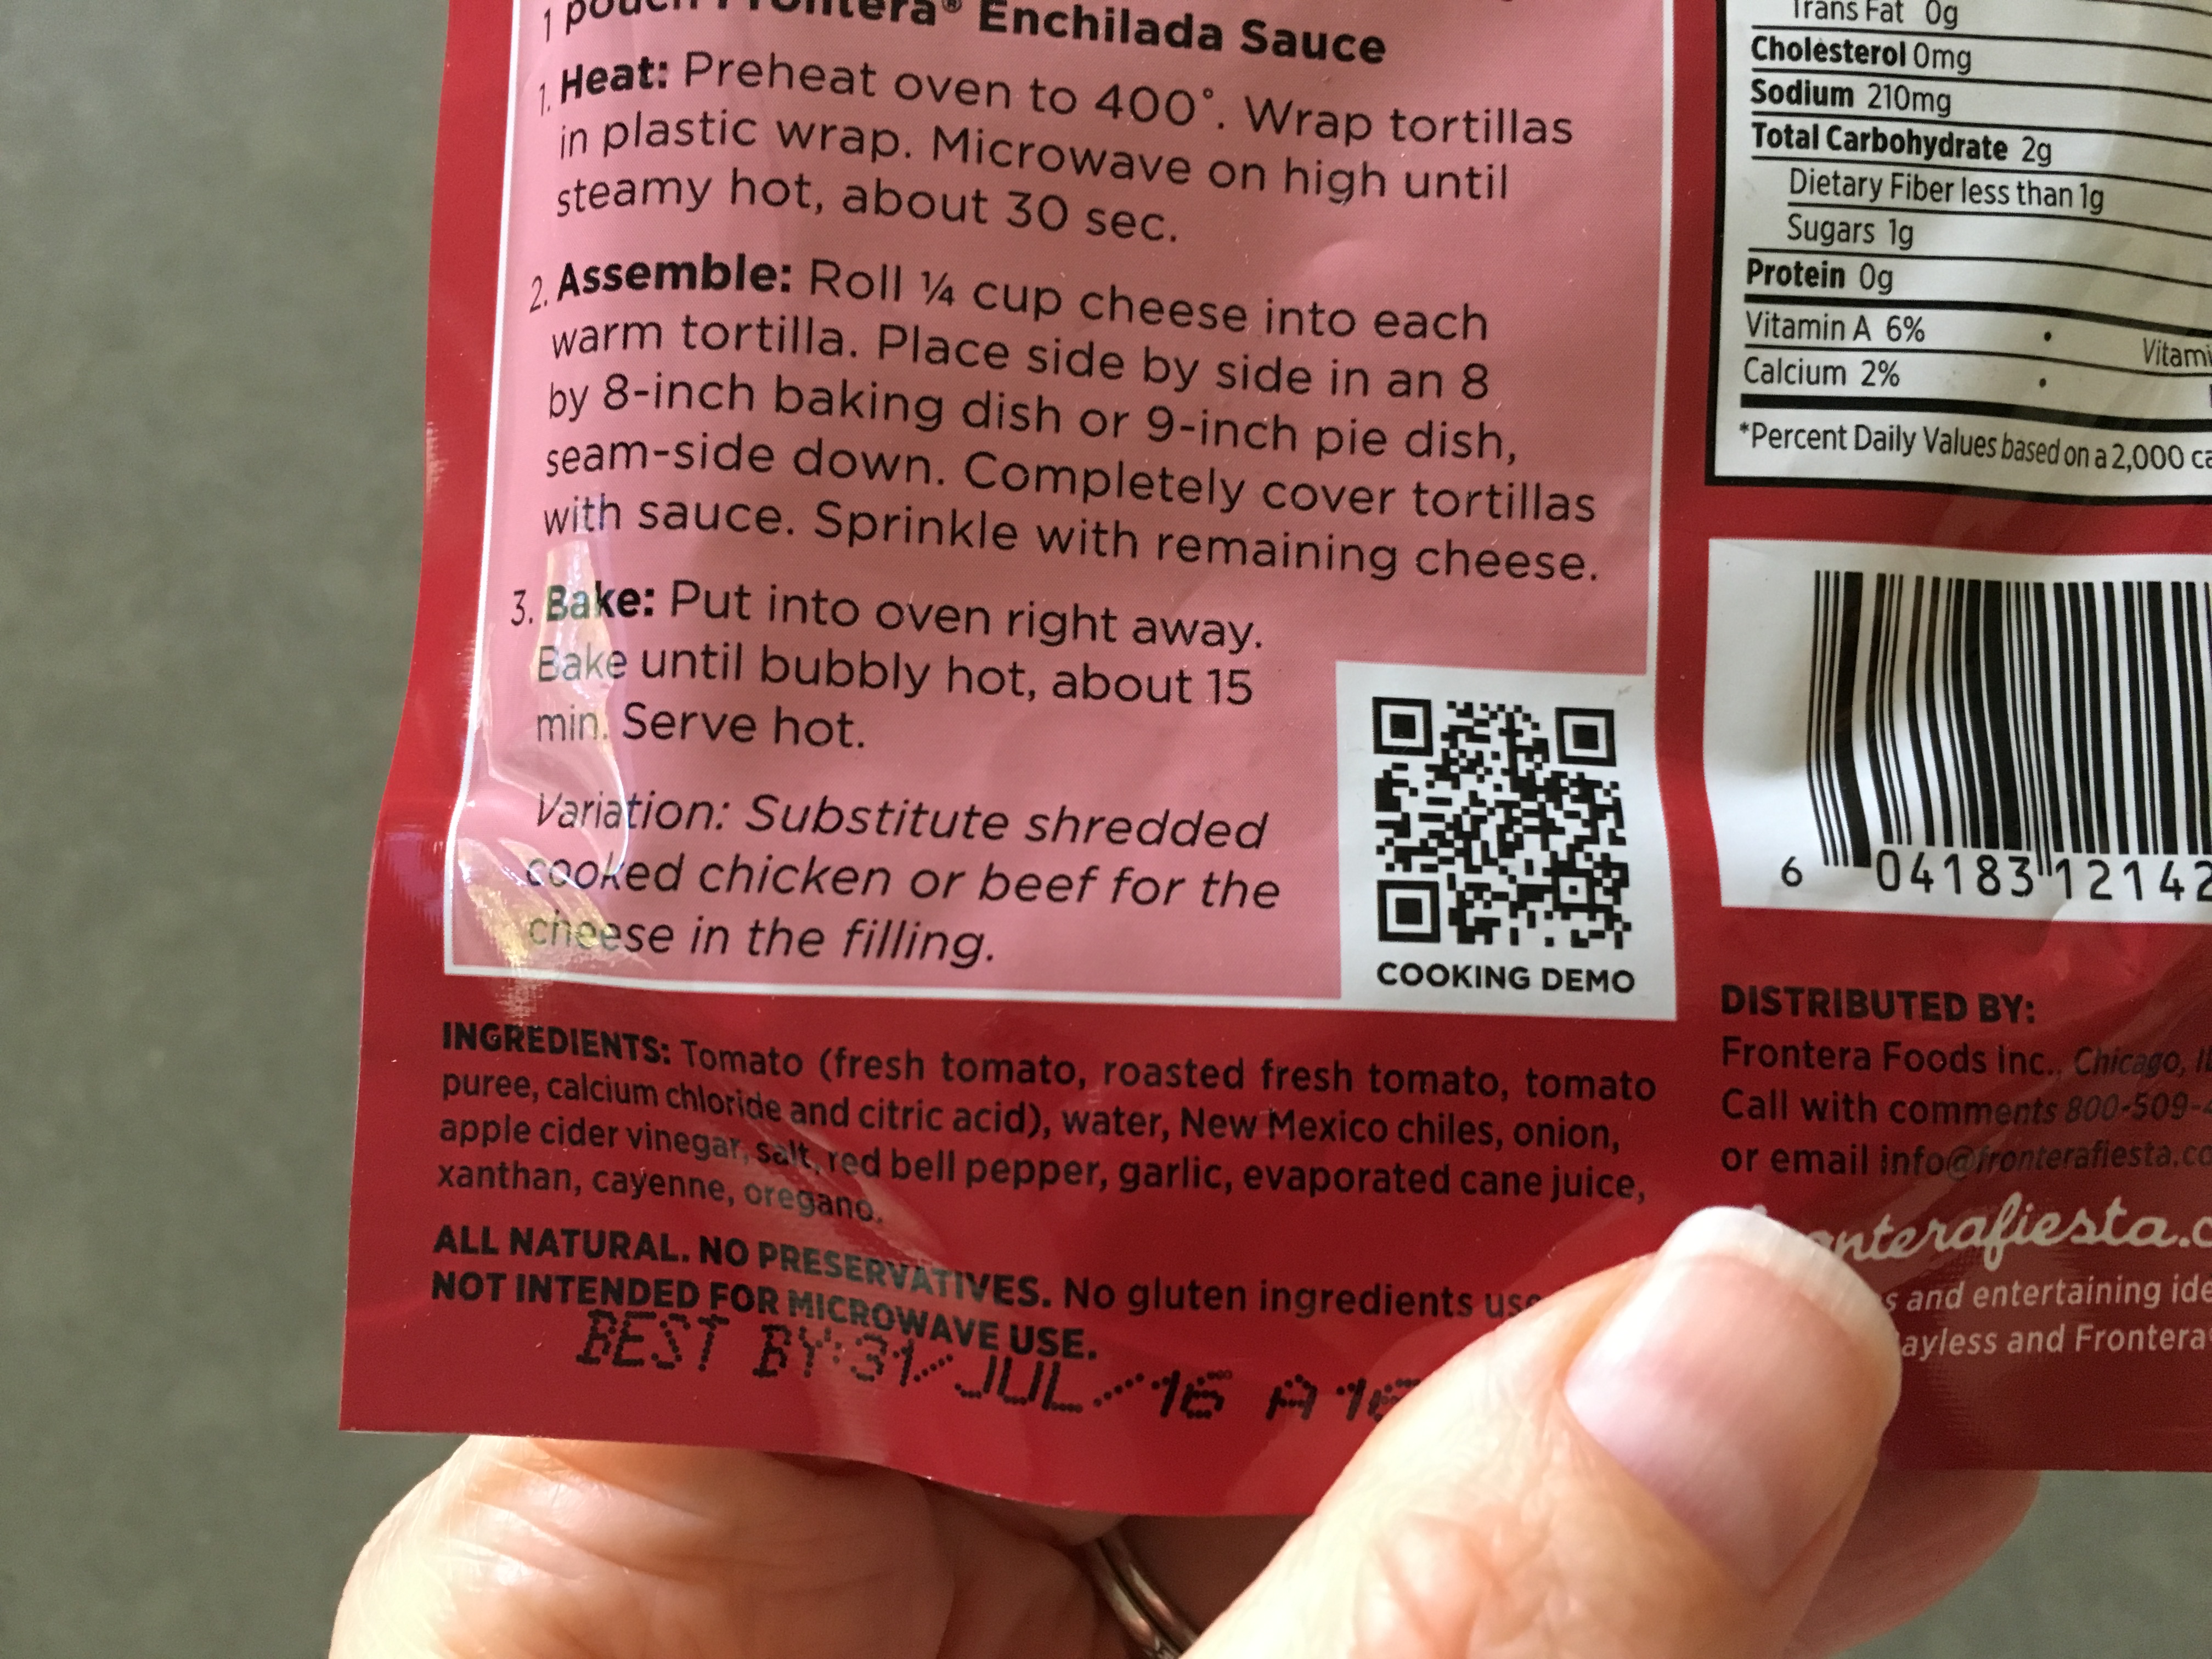 1 pouch Frontera® Enchilada Sauce
1. Heat: Preheat oven to 400°. Wrap tortillas
in plastic wrap. Microwave on high until
steamy hot, about 30 sec.
2. Assemble: Roll ¼ cup cheese into each
warm tortilla. Place side by side in an 8
by 8-inch baking dish or 9-inch pie dish,
seam-side down. Completely cover tortillas
with sauce. Sprinkle with remaining cheese.
3. Bake: Put into oven right away.
Bake until bubbly hot, about 15
min. Serve hot.
Variation: Substitute shredded
cooked chicken or beef for the
cheese in the filling.
COOKING DEMO
INGREDIENTS: Tomato (fresh tomato, roasted fresh tomato, tomato
puree, calcium chloride and citric acid), water, New Mexico chiles, onion,
apple cider vinegar, salt, red bell pepper, garlic, evaporated cane juice,
xanthan, cayenne, oregano.
ALL NATURAL. NO PRESERVATIVES. No gluten ingredients
NOT INTENDED FOR MICROWAVE USE.
BEST BY:31/JUL/16 A
Trans Fat 0g
Cholesterol 0mg
Sodium 210mg
Total Carbohydrate 2g
Dietary Fiber less than 1g
Sugars 1g
Protein 0g
Vitamin A 6% •
Calcium 2% •
*Percent Daily Values based on a 2,000
6 04183 12142
DISTRIBUTED BY:
Frontera Foods Inc., Chicago,
Call with comments 800-509-
or email info@fronterafiesta.co
fronterafiesta.c
and entertaining
and Frontera